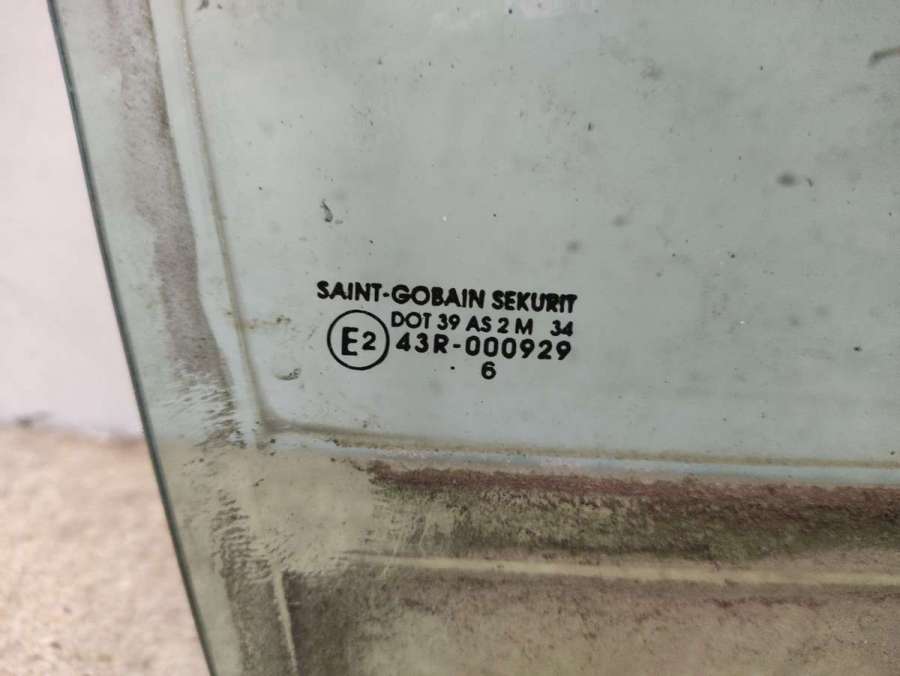 SAINT-GOBAIN SEKURIT
DOT 39 AS 2 M 34
E2 43R-000929
. 6